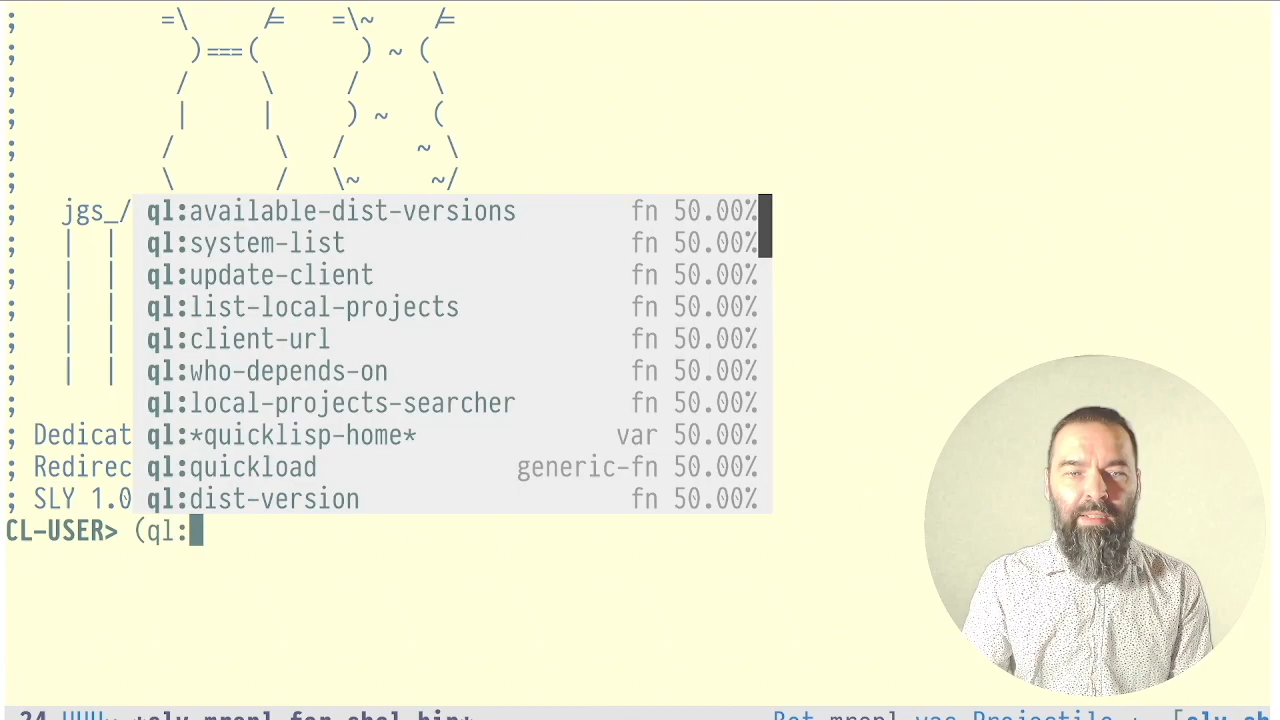 ;          =\          /=     =\~        /=
;            )===(            ) ~ (
;           /       \         /       \
;           |       |         ) ~     (
;          /         \     /        ~ \
;          \         /     \~       ~/
;    jgs_/ ql:available-dist-versions fn 50.00%
;    |  | ql:system-list fn 50.00%
;    |  | ql:update-client fn 50.00%
;    |  | ql:list-local-projects fn 50.00%
;    |  | ql:client-url fn 50.00%
;    |  | ql:who-depends-on fn 50.00%
; ql:local-projects-searcher fn 50.00%
; Dedicat ql:*quicklisp-home* var 50.00%
; Redirec ql:quickload generic-fn 50.00%
; SLY 1.0 ql:dist-version fn 50.00%
CL-USER> (ql: